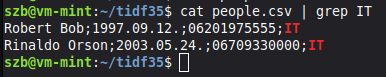 szb@vm-mint:~/tidf35$ cat people.csv | grep IT
Robert Bob;1997.09.12.;06201975555;IT
Rinaldo Orson;2003.05.24.;06709330000;IT
szb@vm-mint:~/tidf35$